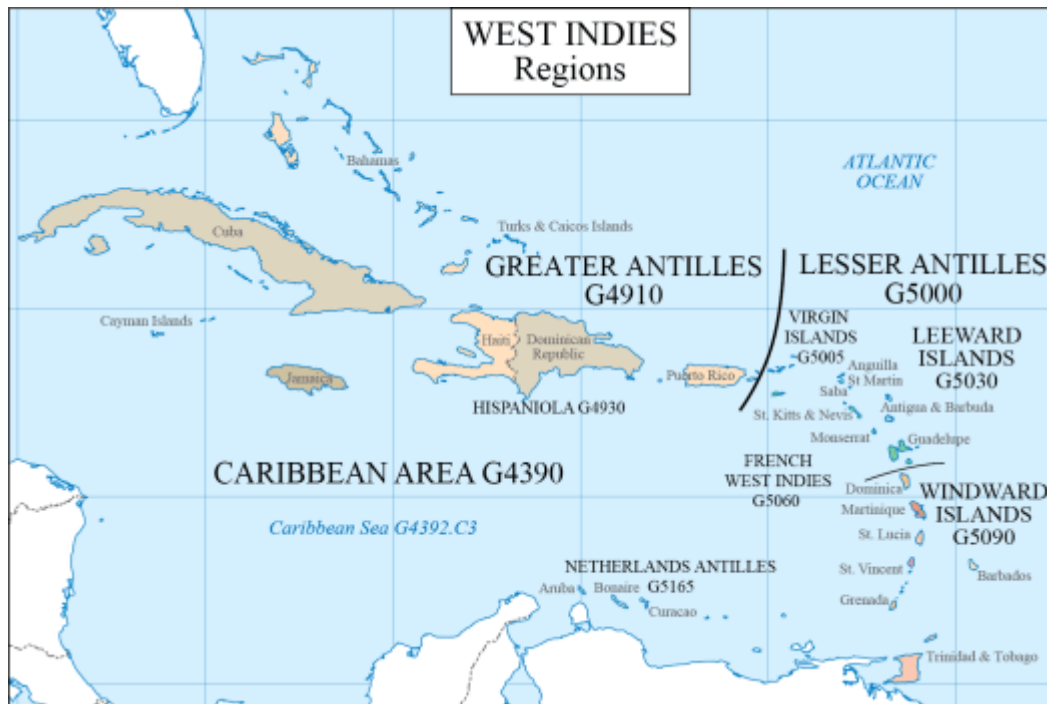 WEST INDIES
Regions
Bahamas
ATLANTIC
OCEAN
Cuba
Turks & Caicos Islands
GREATER ANTILLES
G4910
LESSER ANTILLES
G5000
Cayman Islands
VIRGIN
ISLANDS
G5005
LEEWARD
ISLANDS
G5030
Haiti
Dominican
Republic
Jamaica
Puerto Rico
Anguilla
St Martin
Saba
HISPANIOLA G4930
St. Kitts & Nevis
Antigua & Barbuda
Monserrat
Guadelupe
CARIBBEAN AREA G4390
FRENCH
WEST INDIES
G5060
Dominica
WINDWARD
ISLANDS
G5090
Martinique
Caribbean Sea G4392.C3
St. Lucia
NETHERLANDS ANTILLES
G5165
St. Vincent
Barbados
Aruba
Bonaire
Curacao
Grenada
Trinidad & Tobago